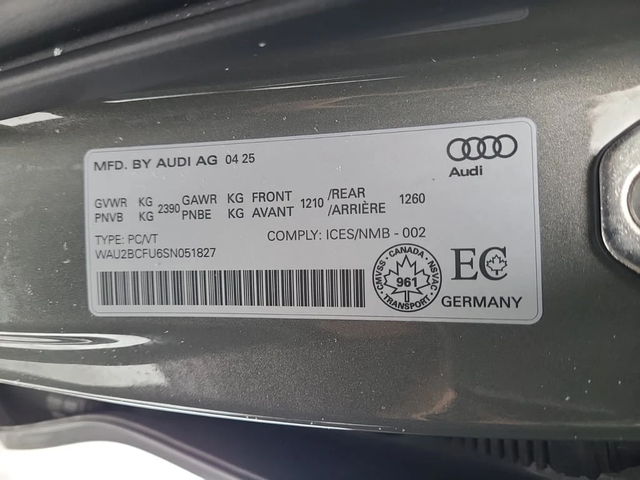 MFD. BY AUDI AG 04 25
Audi
GVWR KG 2390 GAWR KG FRONT 1210 /REAR 1260
PNVB KG PNBE KG AVANT /ARRIÈRE
TYPE: PC/VT
COMPLY: ICES/NMB - 002
WAU2BCFU6SN051827
CMVSS - CANADA - NSVAC
961
TRANSPORT
EC
GERMANY